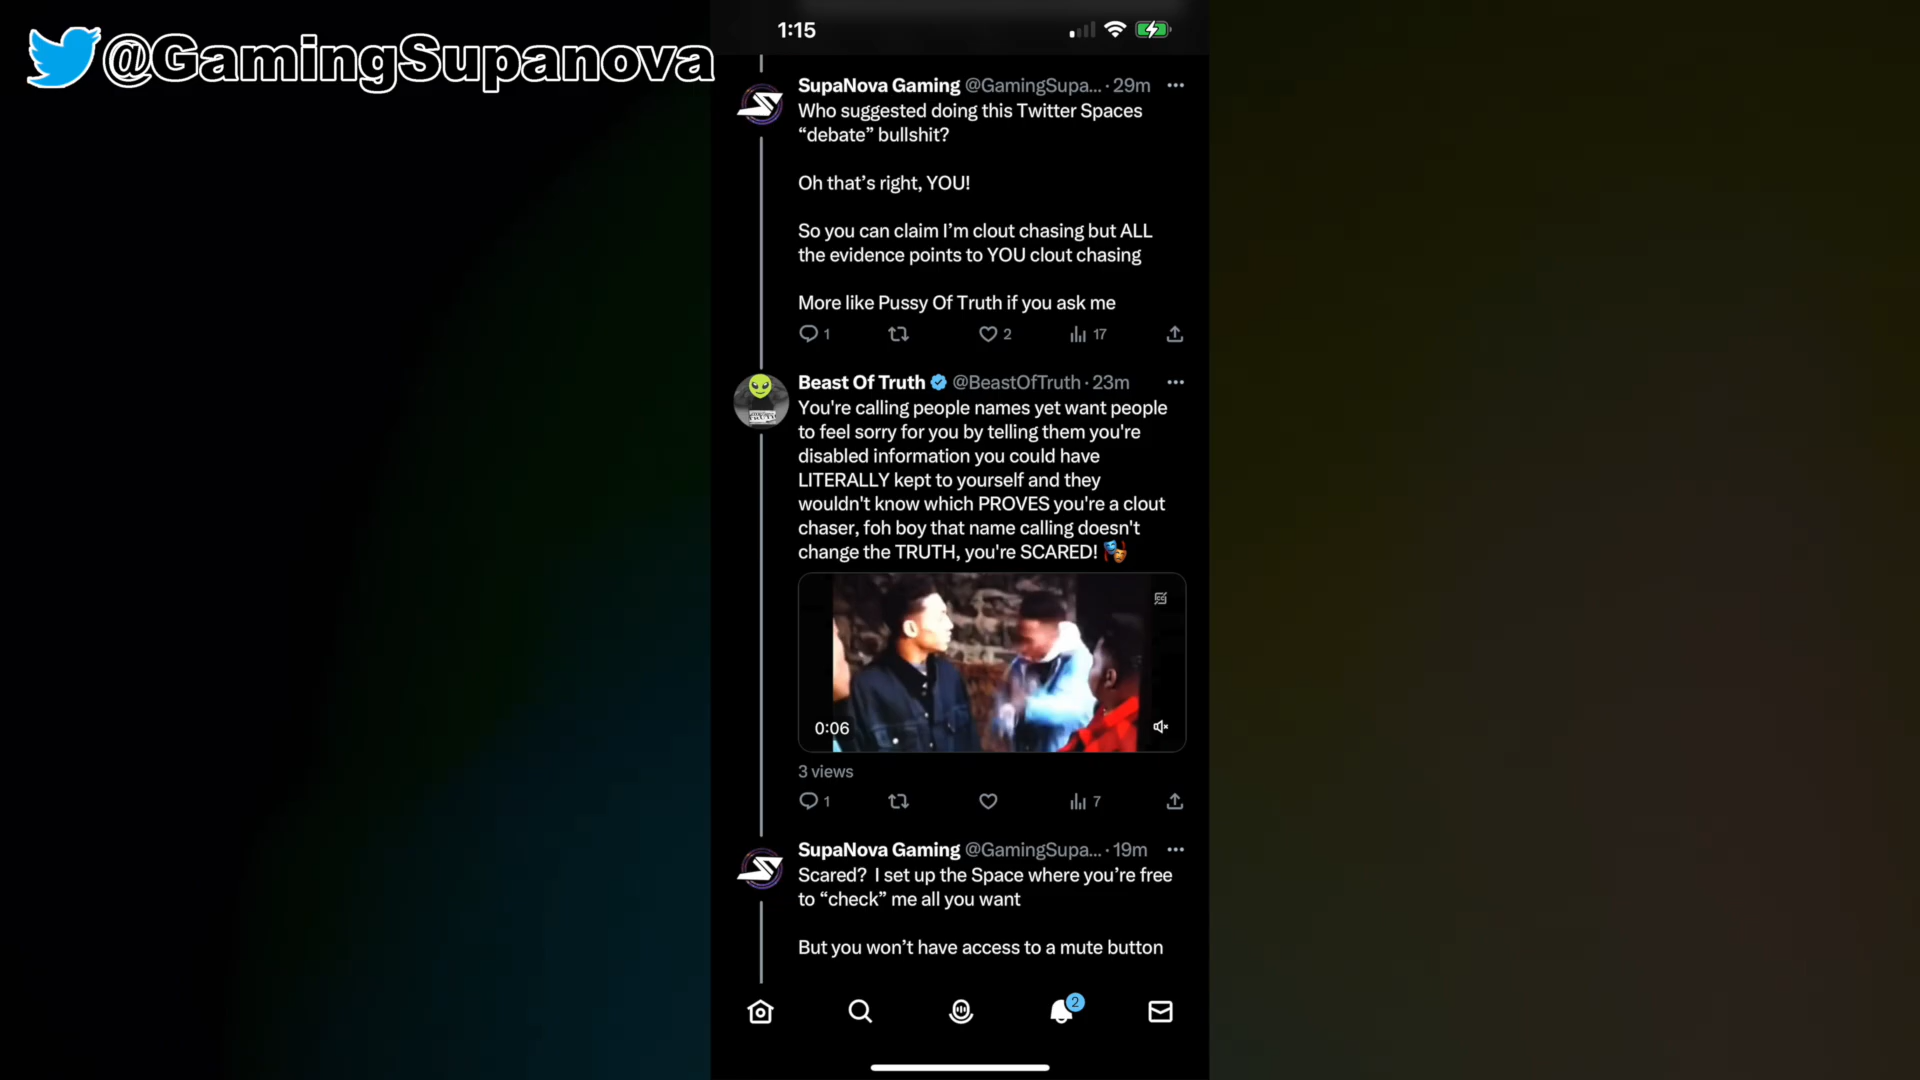 @GamingSupanova
1:15
SupaNova Gaming @GamingSupa... · 29m
Who suggested doing this Twitter Spaces
“debate” bullshit?
Oh that’s right, YOU!
So you can claim I’m clout chasing but ALL
the evidence points to YOU clout chasing
More like Pussy Of Truth if you ask me
1 2 17
Beast Of Truth @BeastOfTruth · 23m
You're calling people names yet want people
to feel sorry for you by telling them you're
disabled information you could have
LITERALLY kept to yourself and they
wouldn't know which PROVES you're a clout
chaser, foh boy that name calling doesn't
change the TRUTH, you're SCARED!
0:06
3 views
1 7
SupaNova Gaming @GamingSupa... · 19m
Scared? I set up the Space where you’re free
to “check” me all you want
But you won’t have access to a mute button
2